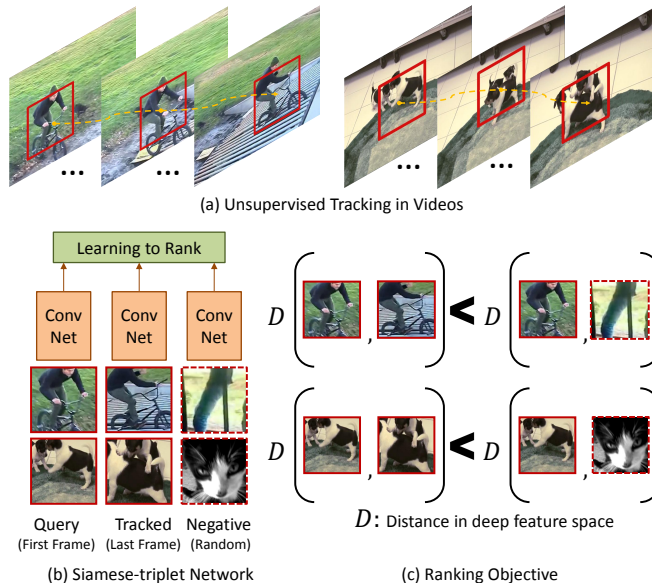 ... ... ... ...
(a) Unsupervised Tracking in Videos
Learning to Rank
Conv Net
Conv Net
Conv Net
Query (First Frame)
Tracked (Last Frame)
Negative (Random)
(b) Siamese-triplet Network
D ( , ) < D ( , )
D ( , ) < D ( , )
D: Distance in deep feature space
(c) Ranking Objective